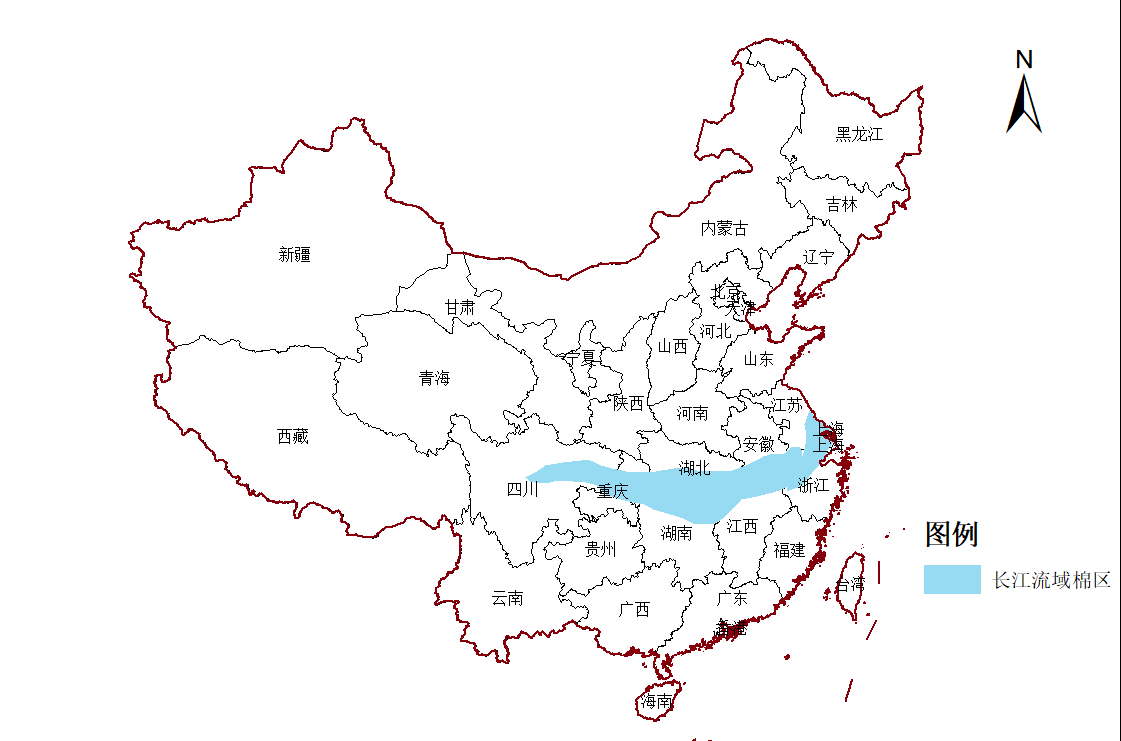 N
黑龙江
吉林
内蒙古
新疆
辽宁
北京
天津
甘肃
河北
山西
宁夏
山东
青海
陕西
江苏
河南
上海
西藏
安徽
上海
湖北
四川
重庆
浙江
湖南
江西
图例
贵州
福建
长江流域棉区
台湾
云南
广东
广西
海南